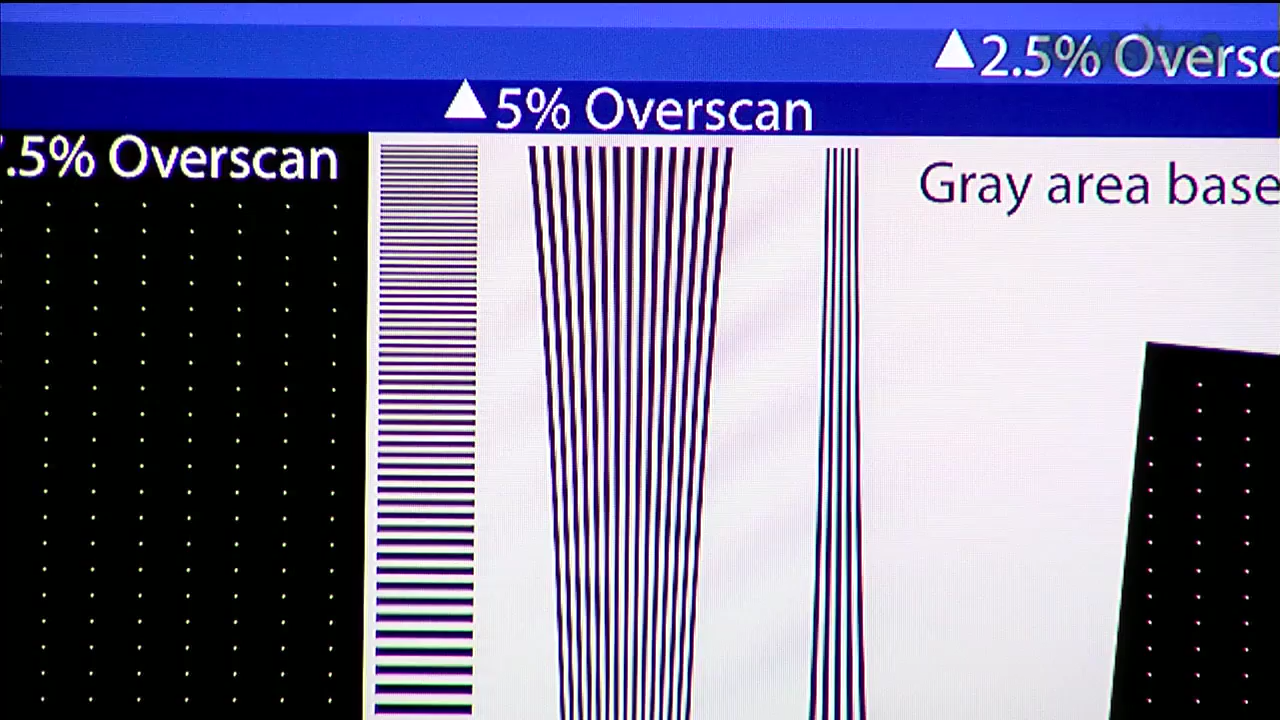 ▲2.5% Oversc
▲5% Overscan
.5% Overscan
Gray area base